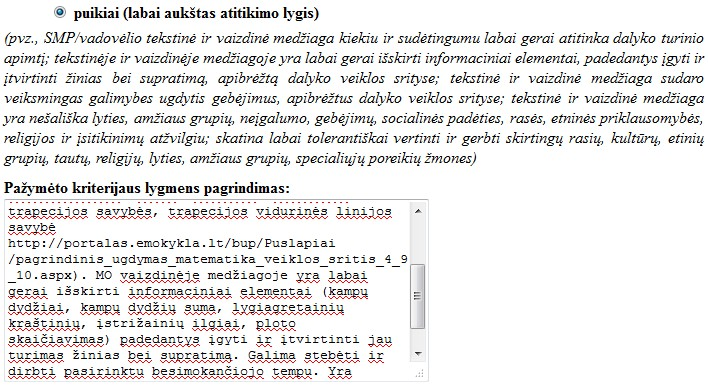 puikiai (labai aukštas atitikimo lygis)
(pvz., SMP/vadovėlio tekstinė ir vaizdinė medžiaga kiekiu ir sudėtingumu labai gerai atitinka dalyko turinio
apimtį; tekstinėje ir vaizdinėje medžiagoje yra labai gerai išskirti informaciniai elementai, padedantys įgyti ir
įtvirtinti žinias bei supratimą, apibrėžtą dalyko veiklos srityse; tekstinė ir vaizdinė medžiaga sudaro
veiksmingas galimybes ugdytis gebėjimus, apibrėžtus dalyko veiklos srityse; tekstinė ir vaizdinė medžiaga
yra nešališka lyties, amžiaus grupių, neįgalumo, gebėjimų, socialinės padėties, rasės, etninės priklausomybės,
religijos ir įsitikinimų atžvilgiu; skatina labai tolerantiškai vertinti ir gerbti skirtingų rasių, kultūrų, etinių
grupių, tautų, religijų, lyties, amžiaus grupių, specialiųjų poreikių žmones)
Pažymėto kriterijaus lygmens pagrindimas:
trapecijos savybės, trapecijos vidurinės linijos
savybė
http://portalas.emokykla.lt/bup/Puslapiai
/pagrindinis_ugdymas_matematika_veiklos_sritis_4_9
_10.aspx). MO vaizdinėje medžiagoje yra labai
gerai išskirti informaciniai elementai (kampų
dydžiai, kampų dydžių suma, lygiagretainių
kraštinių, įstrižainių ilgiai, ploto
skaičiavimas) padedantys įgyti ir įtvirtinti jau
turimas žinias bei supratimą. Galima stebėti ir
dirbti pasirinktu besimokančiojo tempu. Yra